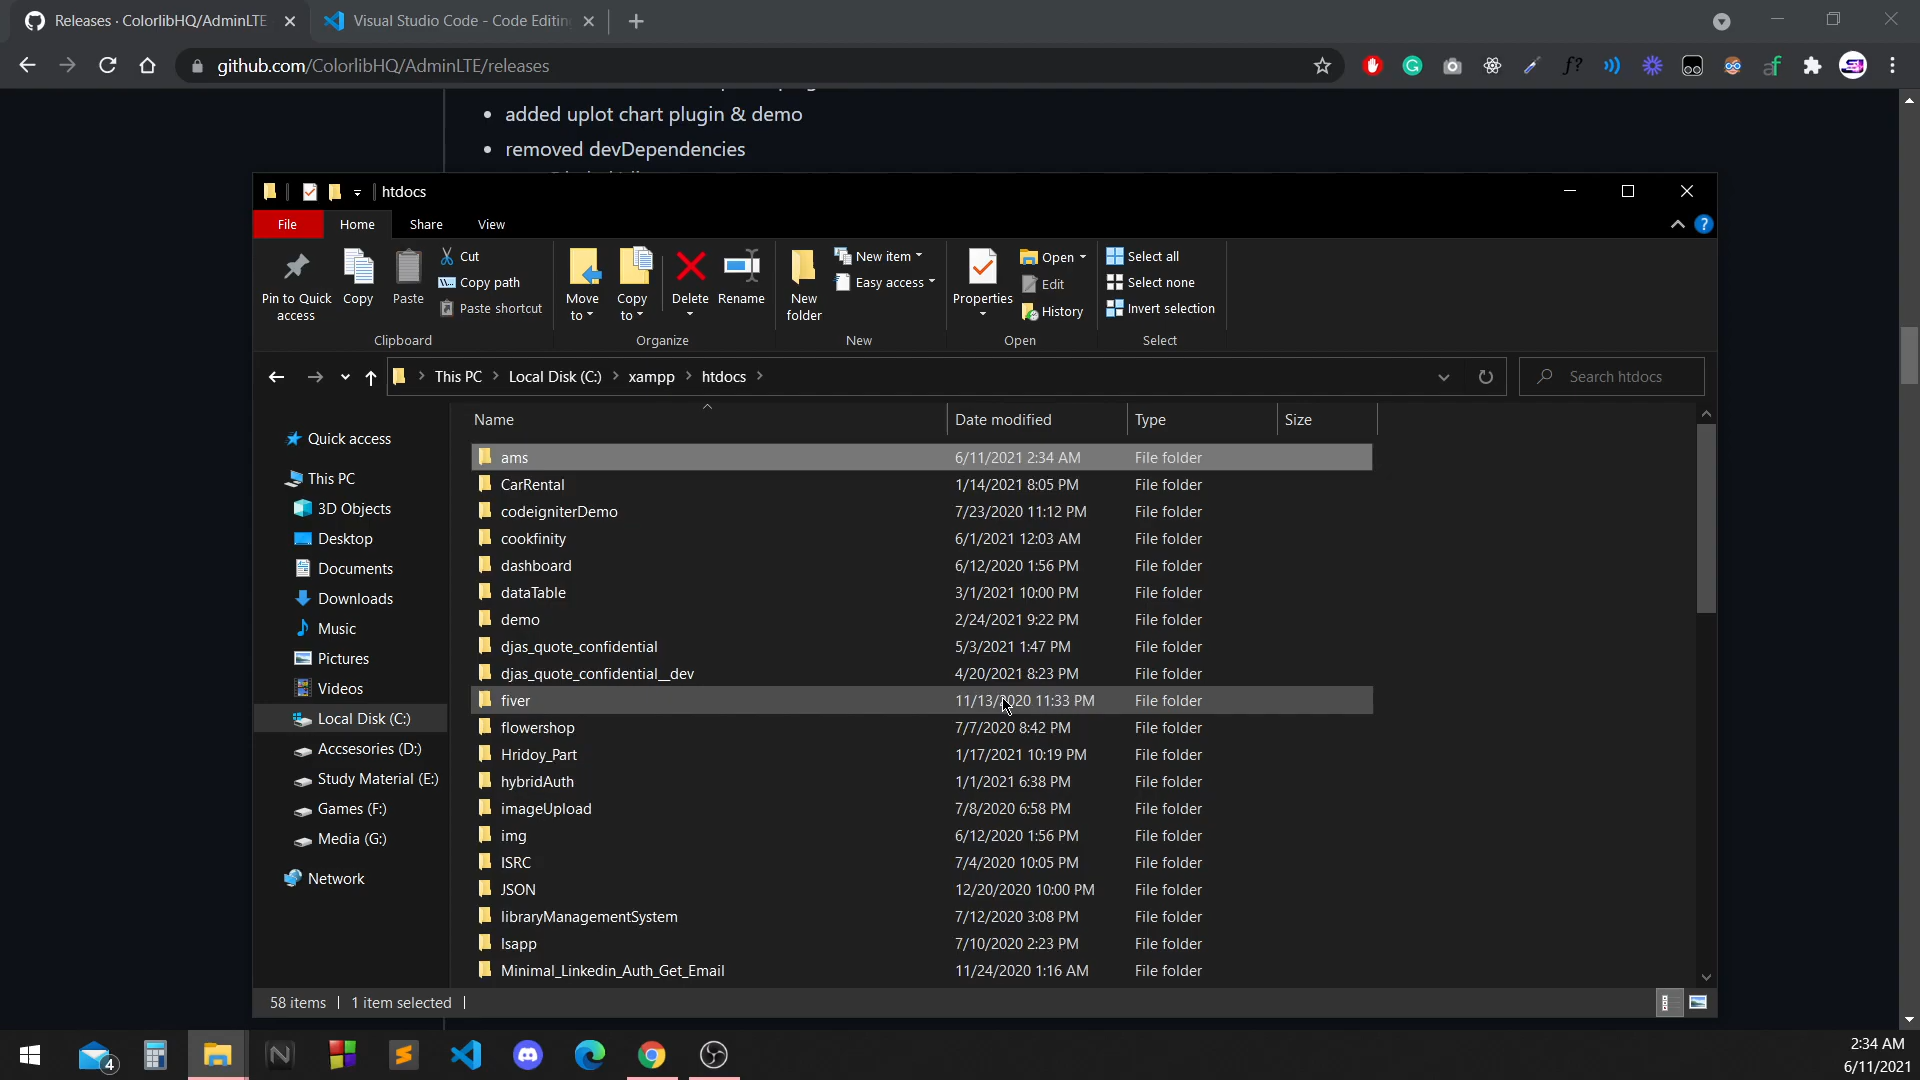 Releases · ColorlibHQ/AdminLTE
Visual Studio Code - Code Editin
github.com/ColorlibHQ/AdminLTE/releases
added uplot chart plugin & demo
removed devDependencies
htdocs
File
Home
Share
View
Pin to Quick access
Copy
Paste
Cut
Copy path
Paste shortcut
Clipboard
Move to
Copy to
Delete
Rename
Organize
New folder
New item
Easy access
New
Properties
Open
Edit
History
Open
Select all
Select none
Invert selection
Select
This PC
Local Disk (C:)
xampp
htdocs
Search htdocs
Quick access
This PC
3D Objects
Desktop
Documents
Downloads
Music
Pictures
Videos
Local Disk (C:)
Accsesories (D:)
Study Material (E:)
Games (F:)
Media (G:)
Network
Name Date modified Type Size
ams 6/11/2021 2:34 AM File folder
CarRental 1/14/2021 8:05 PM File folder
codeigniterDemo 7/23/2020 11:12 PM File folder
cookfinity 6/1/2021 12:03 AM File folder
dashboard 6/12/2020 1:56 PM File folder
dataTable 3/1/2021 10:00 PM File folder
demo 2/24/2021 9:22 PM File folder
djas_quote_confidential 5/3/2021 1:47 PM File folder
djas_quote_confidential__dev 4/20/2021 8:23 PM File folder
fiver 11/13/2020 11:33 PM File folder
flowershop 7/7/2020 8:42 PM File folder
Hridoy_Part 1/17/2021 10:19 PM File folder
hybridAuth 1/1/2021 6:38 PM File folder
imageUpload 7/8/2020 6:58 PM File folder
img 6/12/2020 1:56 PM File folder
ISRC 7/4/2020 10:05 PM File folder
JSON 12/20/2020 10:00 PM File folder
libraryManagementSystem 7/12/2020 3:08 PM File folder
lsapp 7/10/2020 2:23 PM File folder
Minimal_Linkedin_Auth_Get_Email 11/24/2020 1:16 AM File folder
58 items
1 item selected
4
2:34 AM
6/11/2021